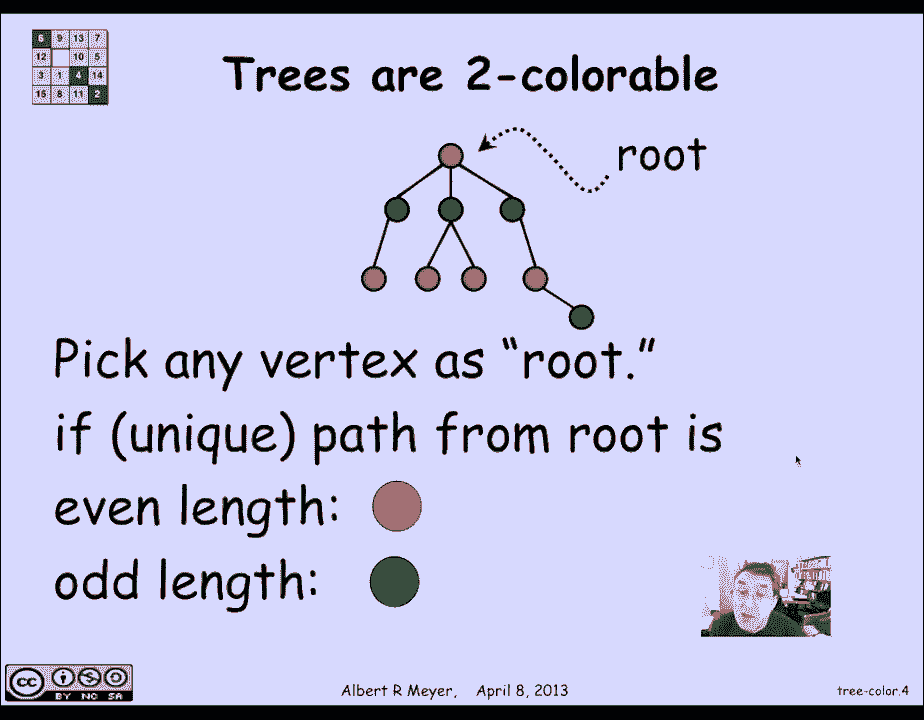 6 9 13 7
12 10 5
3 1 4 14
15 8 11 2
Trees are 2-colorable
root
Pick any vertex as “root.”
if (unique) path from root is
even length:
odd length:
cc
BY NC SA
Albert R Meyer, April 8, 2013
tree-color.4